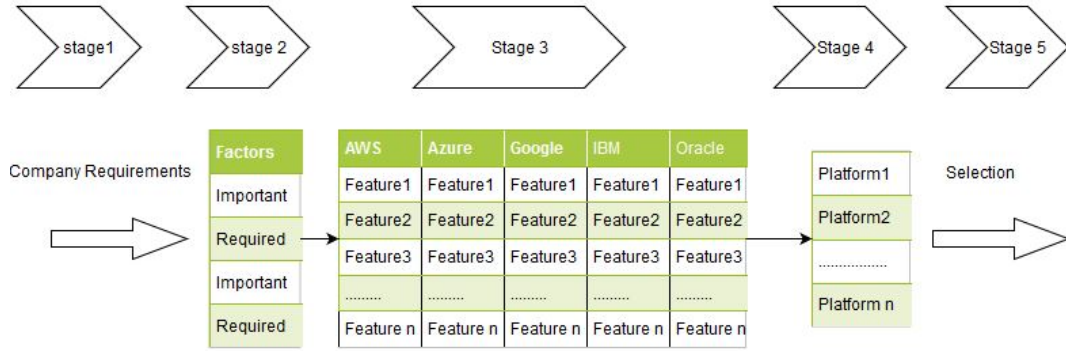 stage1
stage 2
Stage 3
Stage 4
Stage 5
Company Requirements
Factors
Important
Required
Important
Required
AWS Azure Google IBM Oracle
Feature1 Feature1 Feature1 Feature1 Feature1
Feature2 Feature2 Feature2 Feature2 Feature2
Feature3 Feature3 Feature3 Feature3 Feature3
......... ......... ......... ......... .........
Feature n Feature n Feature n Feature n Feature n
Platform1
Platform2
.................
Platform n
Selection